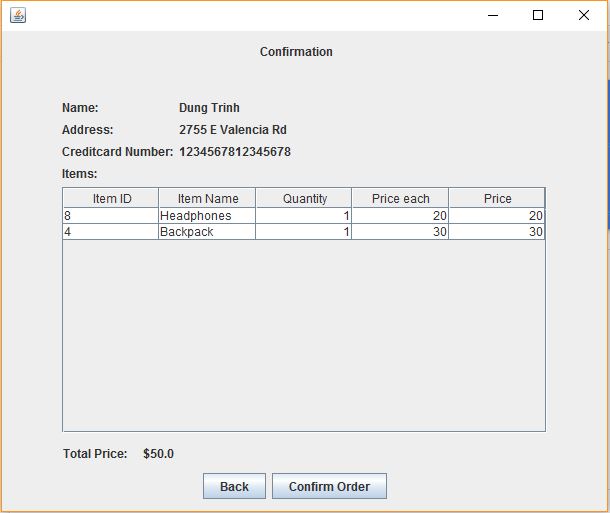 Confirmation
Name: Dung Trinh
Address: 2755 E Valencia Rd
Creditcard Number: 1234567812345678
Items:
Item ID Item Name Quantity Price each Price
8 Headphones 1 20 20
4 Backpack 1 30 30
Total Price: $50.0
Back Confirm Order